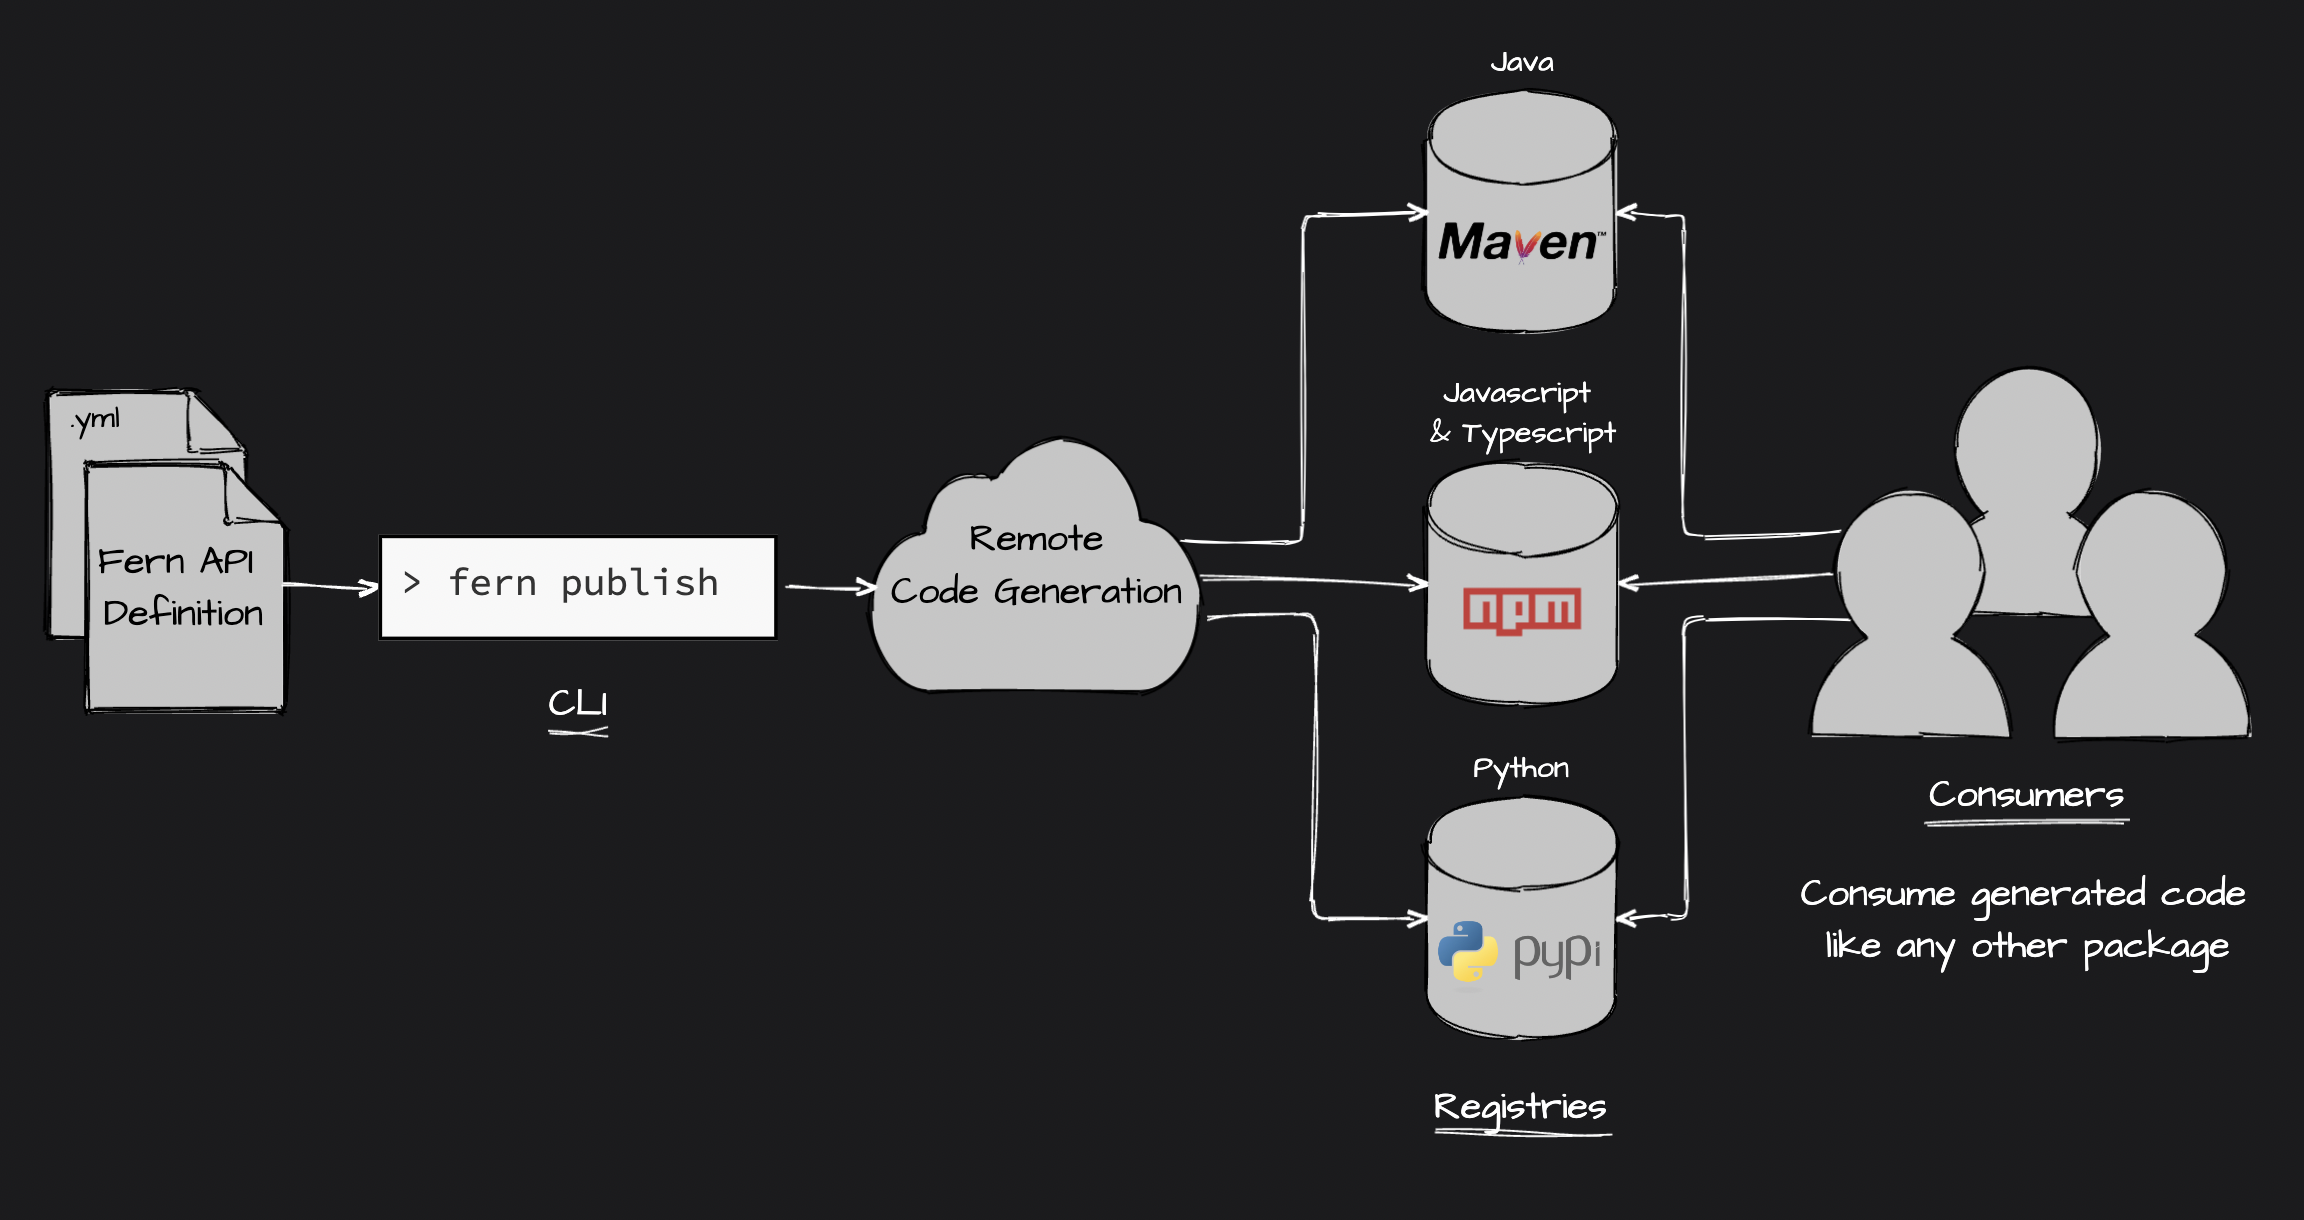 .yml
Fern API
Definition
> fern publish
CLI
Remote
Code Generation
Java
Maven™
Javascript
& Typescript
npm
Python
pypi
Registries
Consumers
Consume generated code
like any other package